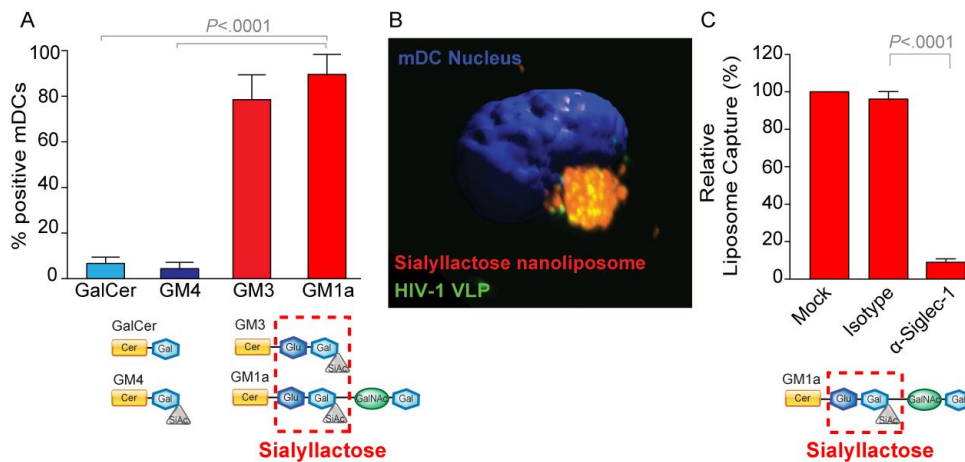 A
P<.0001
% positive mDCs
100
80
60
40
20
0
GalCer
GM4
GM3
GM1a
GalCer
Cer
Gal
GM4
Cer
Gal
SiAc
GM3
Cer
Glu
Gal
SiAc
GM1a
Cer
Glu
Gal
SiAc
GalNAc
Gal
Sialyllactose
B
mDC Nucleus
Sialyllactose nanoliposome
HIV-1 VLP
C
P<.0001
Relative
Liposome Capture (%)
120
100
80
60
40
20
0
Mock
Isotype
α-Siglec-1
GM1a
Cer
Glu
Gal
SiAc
GalNAc
Gal
Sialyllactose